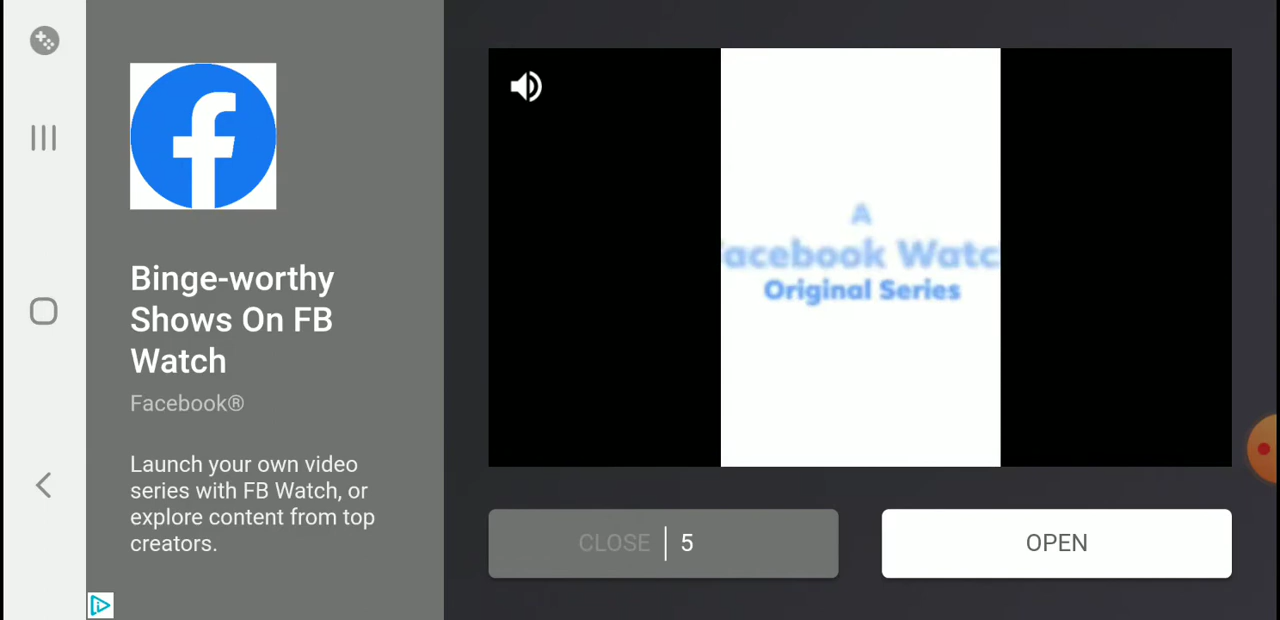 Binge-worthy
Shows On FB
Watch
Facebook®
Launch your own video
series with FB Watch, or
explore content from top
creators.
A
acebook Watc
Original Series
CLOSE 5
OPEN